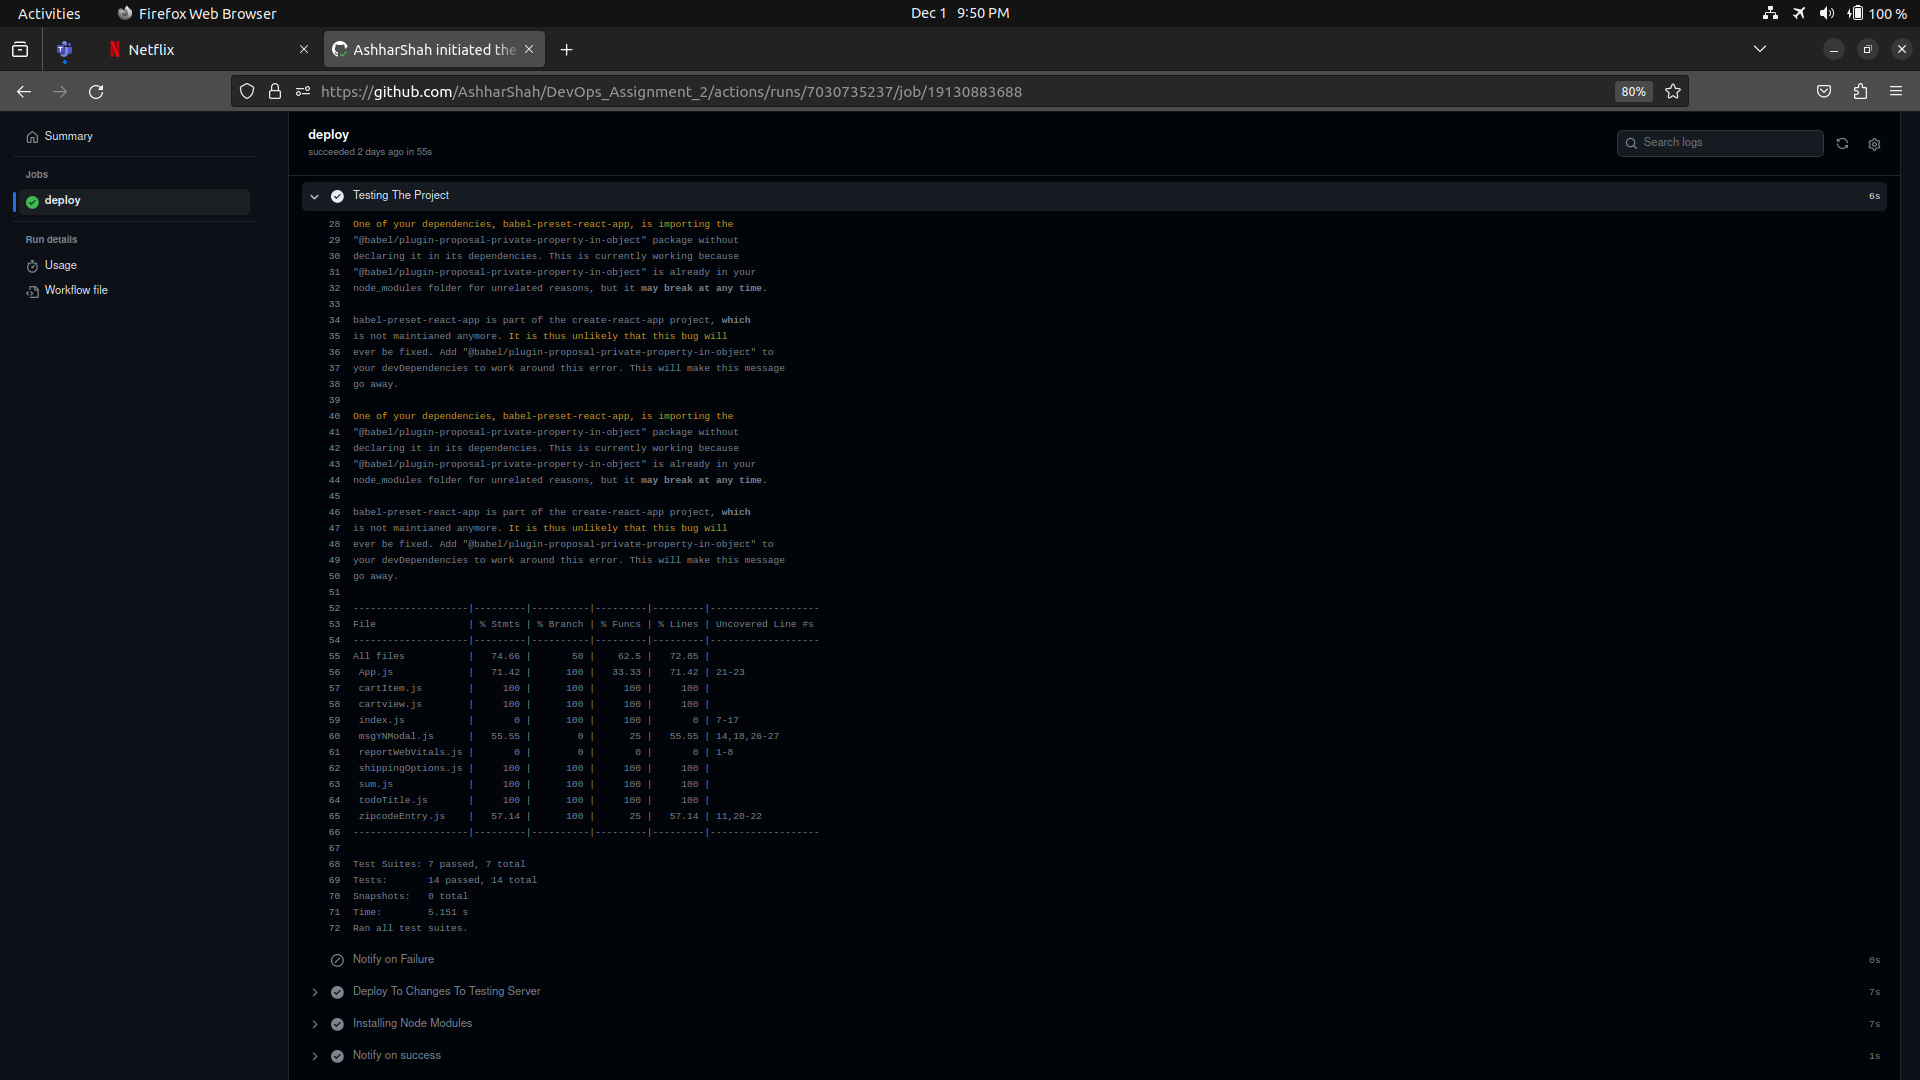 Activities
Firefox Web Browser
Dec 1 9:50 PM
100 %
Netflix
AshharShah initiated the
https://github.com/AshharShah/DevOps_Assignment_2/actions/runs/7030735237/job/19130883688
80%
Summary
Jobs
deploy
Run details
Usage
Workflow file
deploy
succeeded 2 days ago in 55s
Search logs
Testing The Project
6s
28 One of your dependencies, babel-preset-react-app, is importing the
29 "@babel/plugin-proposal-private-property-in-object" package without
30 declaring it in its dependencies. This is currently working because
31 "@babel/plugin-proposal-private-property-in-object" is already in your
32 node_modules folder for unrelated reasons, but it may break at any time.
33
34 babel-preset-react-app is part of the create-react-app project, which
35 is not maintianed anymore. It is thus unlikely that this bug will
36 ever be fixed. Add "@babel/plugin-proposal-private-property-in-object" to
37 your devDependencies to work around this error. This will make this message
38 go away.
39
40 One of your dependencies, babel-preset-react-app, is importing the
41 "@babel/plugin-proposal-private-property-in-object" package without
42 declaring it in its dependencies. This is currently working because
43 "@babel/plugin-proposal-private-property-in-object" is already in your
44 node_modules folder for unrelated reasons, but it may break at any time.
45
46 babel-preset-react-app is part of the create-react-app project, which
47 is not maintianed anymore. It is thus unlikely that this bug will
48 ever be fixed. Add "@babel/plugin-proposal-private-property-in-object" to
49 your devDependencies to work around this error. This will make this message
50 go away.
51
52 --------------------|---------|----------|---------|---------|-------------------
53 File                | % Stmts | % Branch | % Funcs | % Lines | Uncovered Line #s
54 --------------------|---------|----------|---------|---------|-------------------
55 All files           |   74.66 |       50 |    62.5 |   72.85 |
56  App.js             |   71.42 |      100 |   33.33 |   71.42 | 21-23
57  cartItem.js        |     100 |      100 |     100 |     100 |
58  cartview.js        |     100 |      100 |     100 |     100 |
59  index.js           |       0 |      100 |     100 |       0 | 7-17
60  msgYNModal.js      |   55.55 |        0 |      25 |   55.55 | 14,18,26-27
61  reportWebVitals.js |       0 |        0 |       0 |       0 | 1-8
62  shippingOptions.js |     100 |      100 |     100 |     100 |
63  sum.js             |     100 |      100 |     100 |     100 |
64  todoTitle.js       |     100 |      100 |     100 |     100 |
65  zipcodeEntry.js    |   57.14 |      100 |      25 |   57.14 | 11,20-22
66 --------------------|---------|----------|---------|---------|-------------------
67
68 Test Suites: 7 passed, 7 total
69 Tests:       14 passed, 14 total
70 Snapshots:   0 total
71 Time:        5.151 s
72 Ran all test suites.
Notify on Failure
0s
Deploy To Changes To Testing Server
7s
Installing Node Modules
7s
Notify on success
1s